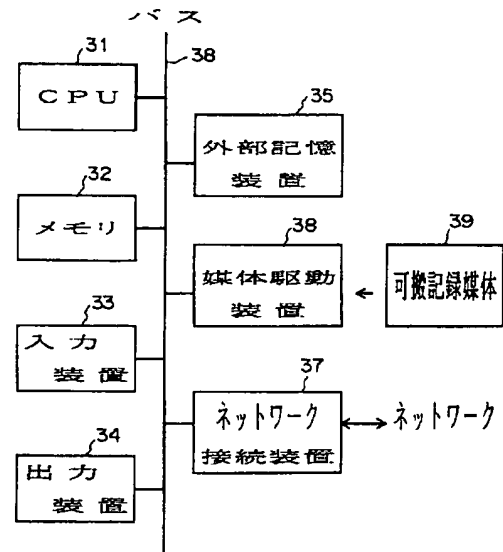 バス
38
31
CPU
35
外部記憶
装置
32
メモリ
38
媒体駆動
装置
39
可搬記録媒体
33
入力
装置
37
ネットワーク
接続装置
ネットワーク
34
出力
装置